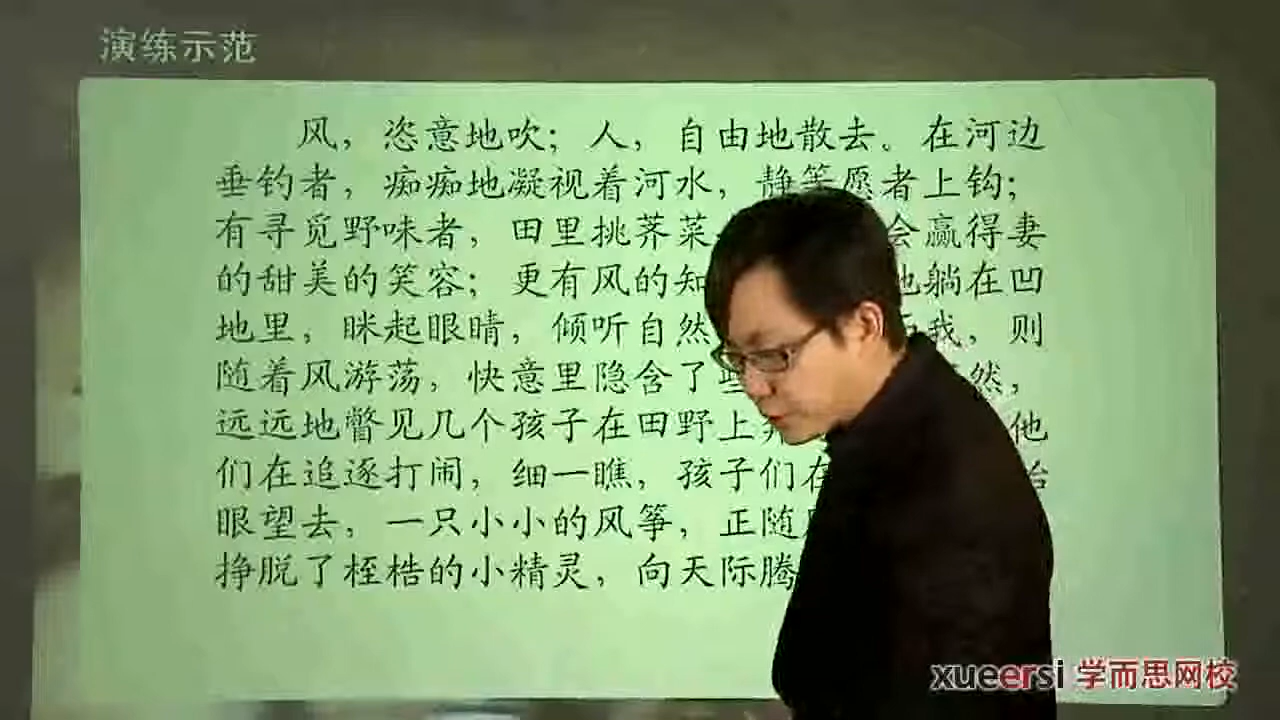 演练示范
风，恣意地吹；人，自由地散去。在河边
垂钓者，痴痴地凝视着河水，静等愿者上钩；
有寻觅野味者，田里挑荠菜 会赢得妻
的甜美的笑容；更有风的知 地躺在凹
地里，眯起眼睛，倾听自然 我，则
随着风游荡，快意里隐含了些 然，
远远地瞥见几个孩子在田野上 他
们在追逐打闹，细一瞧，孩子们在
眼望去，一只小小的风筝，正随
挣脱了桎梏的小精灵，向天际腾
xueersi 学而思网校